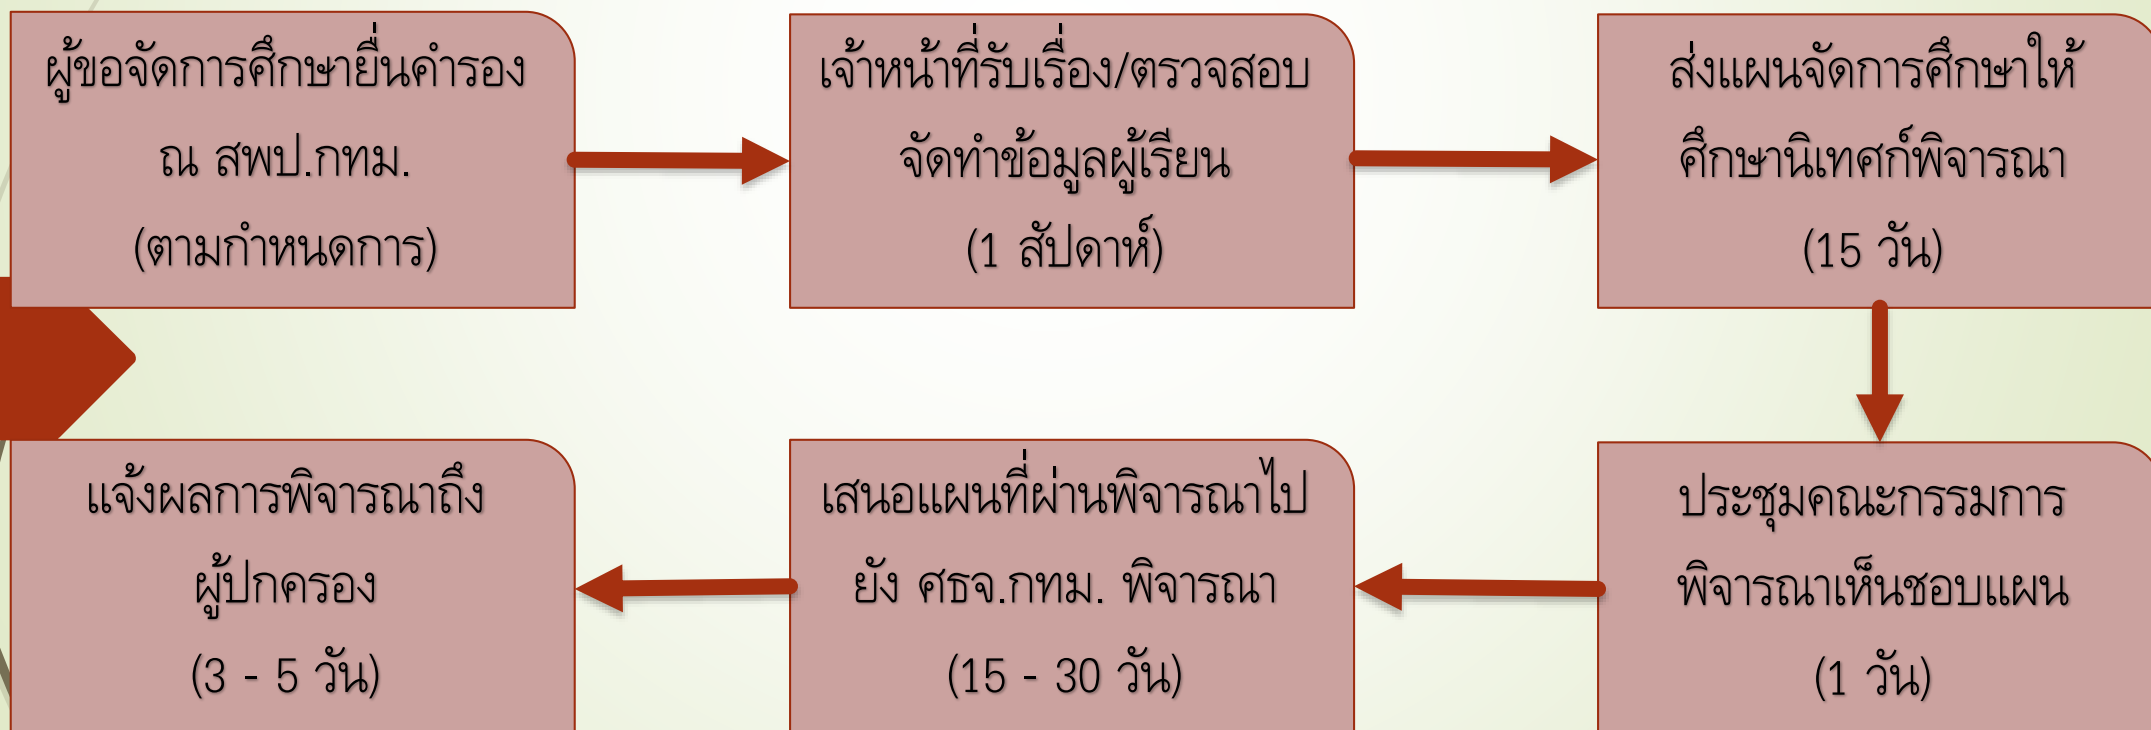 ผู้ขอจัดการศึกษายื่นคำรอง
ณ สพป.กทม.
(ตามกำหนดการ)
เจ้าหน้าที่รับเรื่อง/ตรวจสอบ
จัดทำข้อมูลผู้เรียน
(1 สัปดาห์)
ส่งแผนจัดการศึกษาให้
ศึกษานิเทศก์พิจารณา
(15 วัน)
ประชุมคณะกรรมการ
พิจารณาเห็นชอบแผน
(1 วัน)
เสนอแผนที่ผ่านพิจารณาไป
ยัง ศธจ.กทม. พิจารณา
(15 - 30 วัน)
แจ้งผลการพิจารณาถึง
ผู้ปกครอง
(3 - 5 วัน)